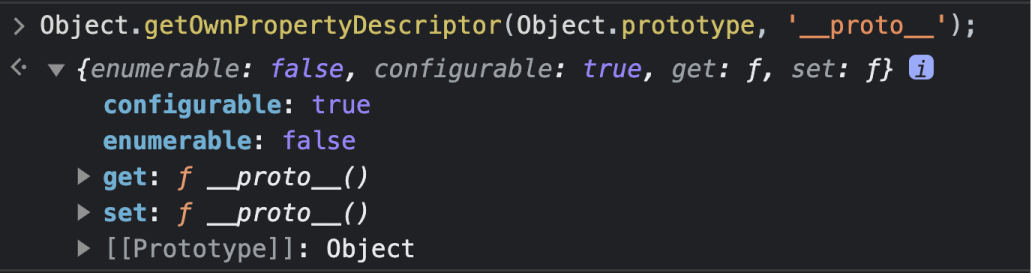 > Object.getOwnPropertyDescriptor(Object.prototype, '__proto__');
{enumerable: false, configurable: true, get: ƒ, set: ƒ} i
configurable: true
enumerable: false
get: ƒ __proto__()
set: ƒ __proto__()
[[Prototype]]: Object